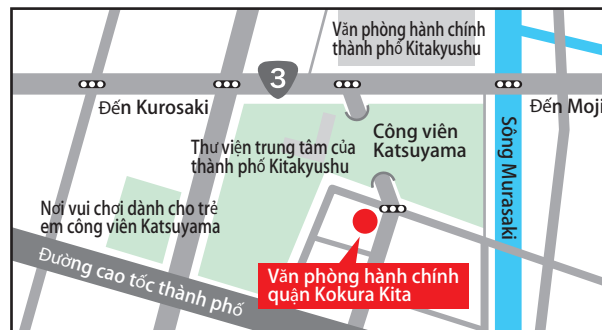 Văn phòng hành chính
thành phố Kitakyushu
3
Đến Kurosaki
Đến Moji
Thư viện trung tâm của
thành phố Kitakyushu
Công viên
Katsuyama
Sông Murasaki
Nơi vui chơi dành cho trẻ
em công viên Katsuyama
Đường cao tốc thành phố
Văn phòng hành chính
quận Kokura Kita